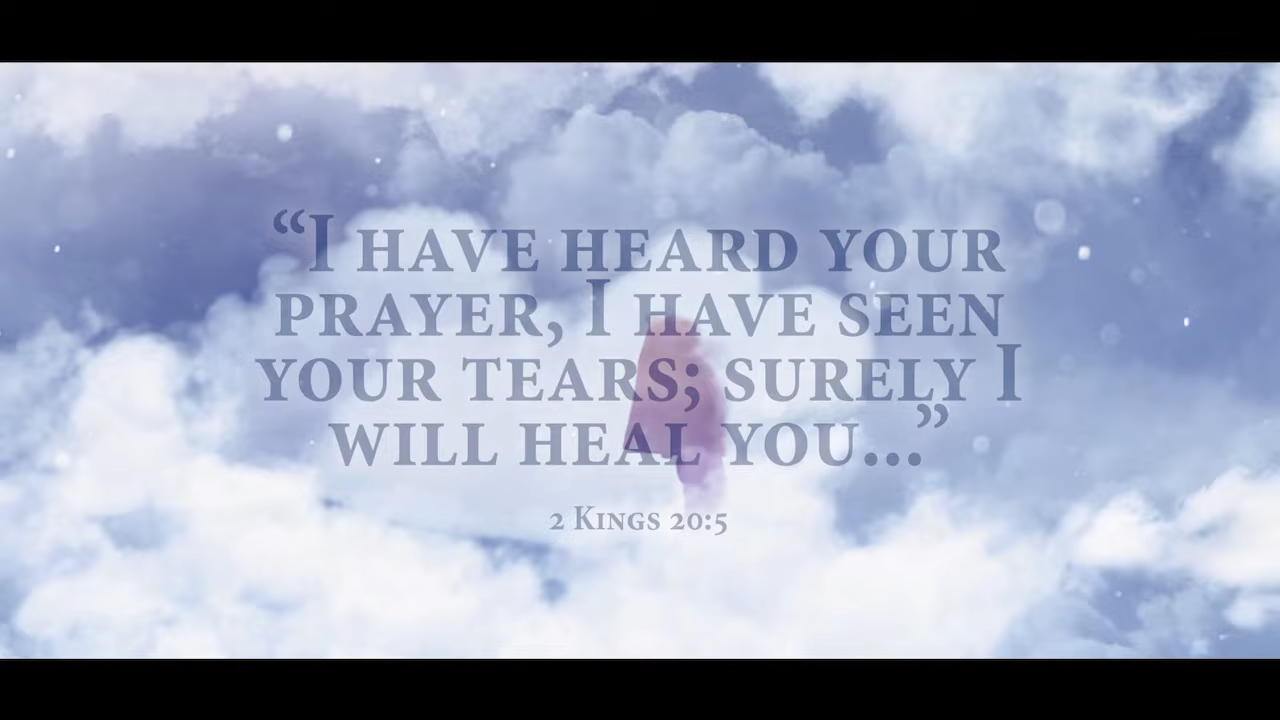 “I HAVE HEARD YOUR
PRAYER, I HAVE SEEN
YOUR TEARS; SURELY I
WILL HEAL YOU...”
2 KINGS 20:5